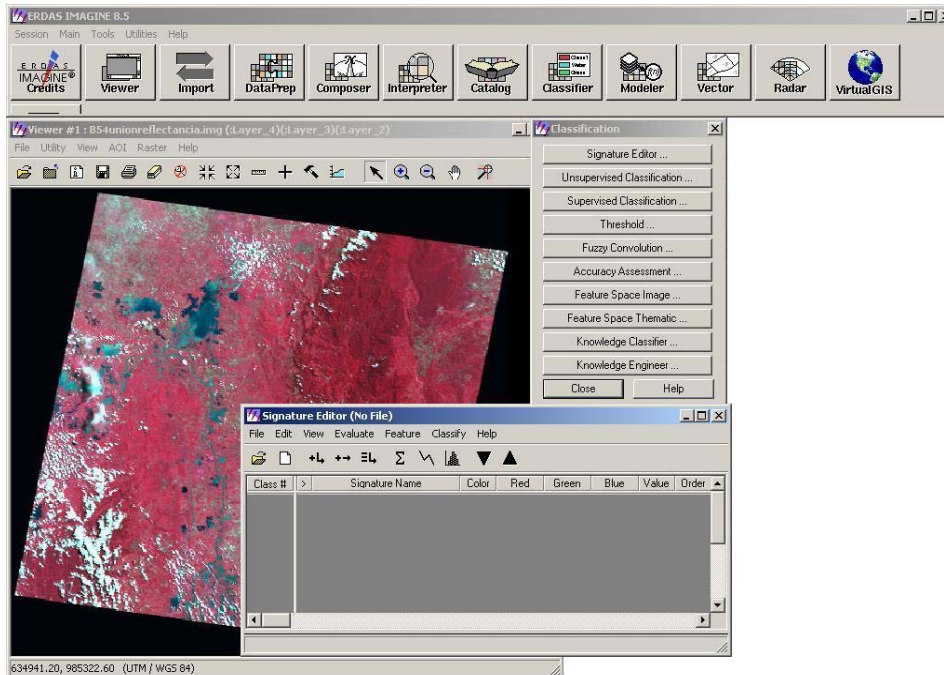 ERDAS IMAGINE 8.5
Session Main Tools Utilities Help
ERDAS
IMAGINE®
Credits Viewer Import DataPrep Composer Interpreter Catalog Classifier Modeler Vector Radar VirtualGIS
Class1
Water
Grass
f(x)
Viewer #1 : 854unionreflectancia.img (:Layer_4)(:Layer_3)(:Layer_2)
File Utility View AOI Raster Help
Classification
Signature Editor ...
Unsupervised Classification ...
Supervised Classification ...
Threshold ...
Fuzzy Convolution ...
Accuracy Assessment ...
Feature Space Image ...
Feature Space Thematic ...
Knowledge Classifier ...
Knowledge Engineer ...
Close Help
Signature Editor (No File)
File Edit View Evaluate Feature Classify Help
Class # > Signature Name Color Red Green Blue Value Order
634941.20, 985322.60 (UTM / WGS 84)